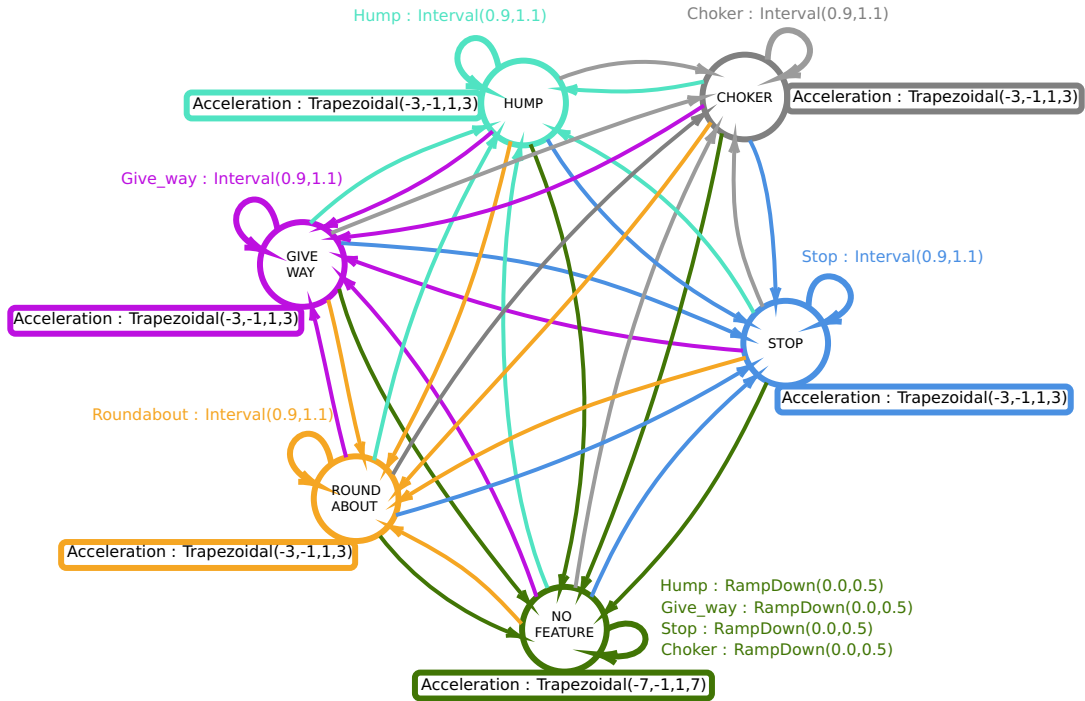 Hump : Interval(0.9,1.1)
Choker : Interval(0.9,1.1)
Acceleration : Trapezoidal(-3,-1,1,3)
HUMP
CHOKER
Acceleration : Trapezoidal(-3,-1,1,3)
Give_way : Interval(0.9,1.1)
GIVE
WAY
Stop : Interval(0.9,1.1)
Acceleration : Trapezoidal(-3,-1,1,3)
STOP
Acceleration : Trapezoidal(-3,-1,1,3)
Roundabout : Interval(0.9,1.1)
ROUND
ABOUT
Acceleration : Trapezoidal(-3,-1,1,3)
Hump : RampDown(0.0,0.5)
Give_way : RampDown(0.0,0.5)
Stop : RampDown(0.0,0.5)
Choker : RampDown(0.0,0.5)
NO
FEATURE
Acceleration : Trapezoidal(-7,-1,1,7)